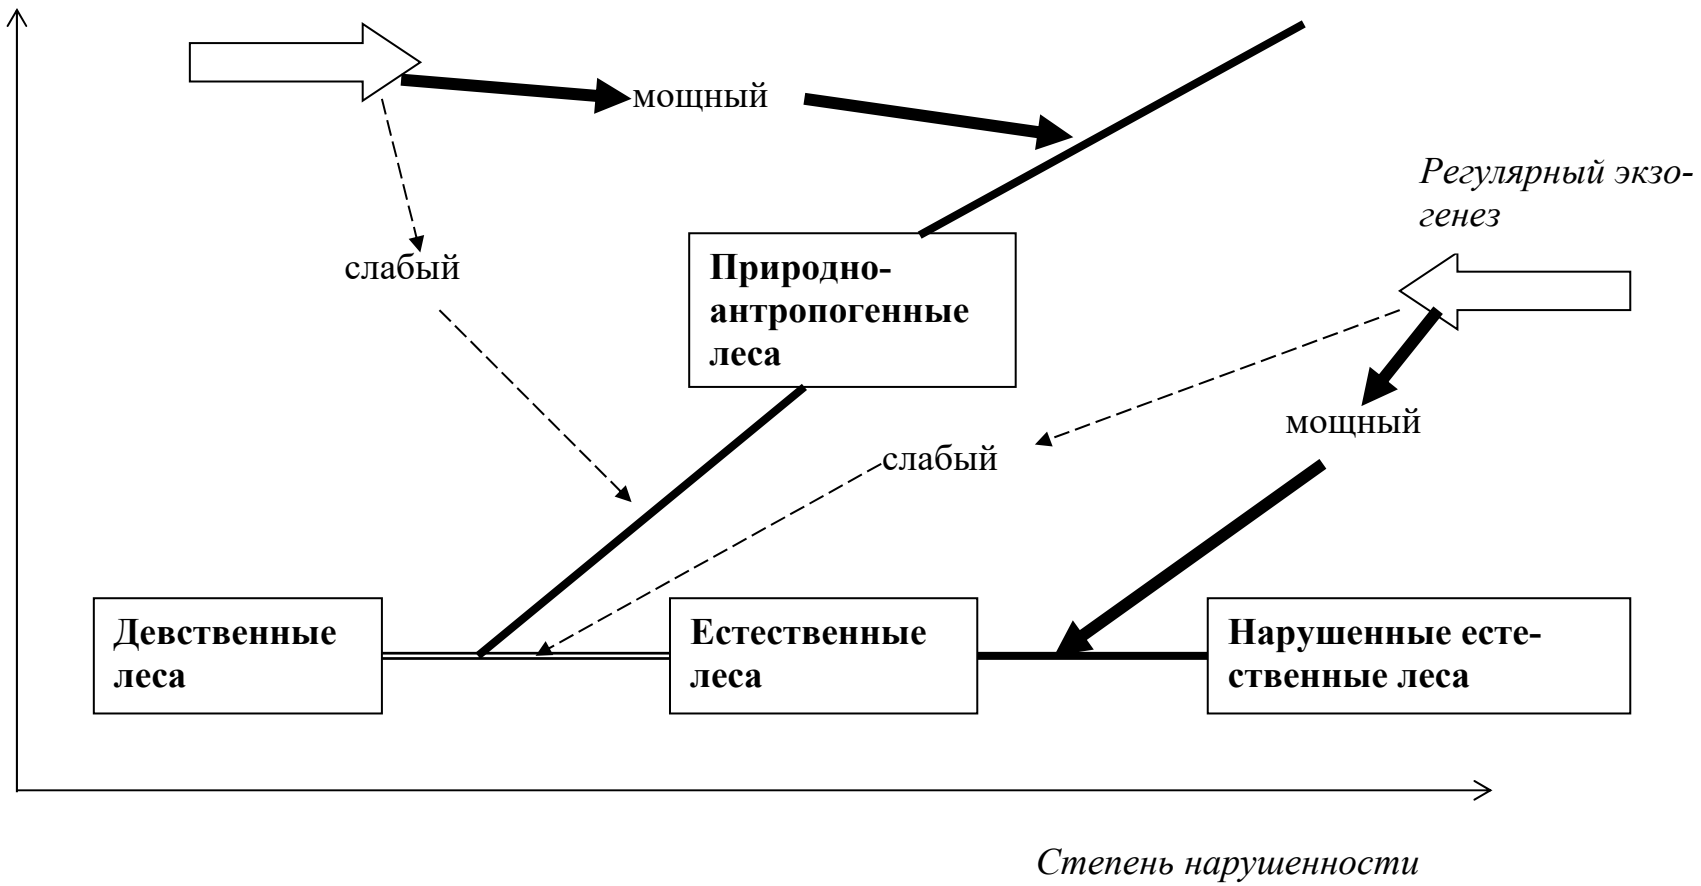 мощный
Регулярный экзо-
генез
слабый
Природно-
антропогенные
леса
мощный
слабый
Девственные
леса
Естественные
леса
Нарушенные есте-
ственные леса
Степень нарушенности